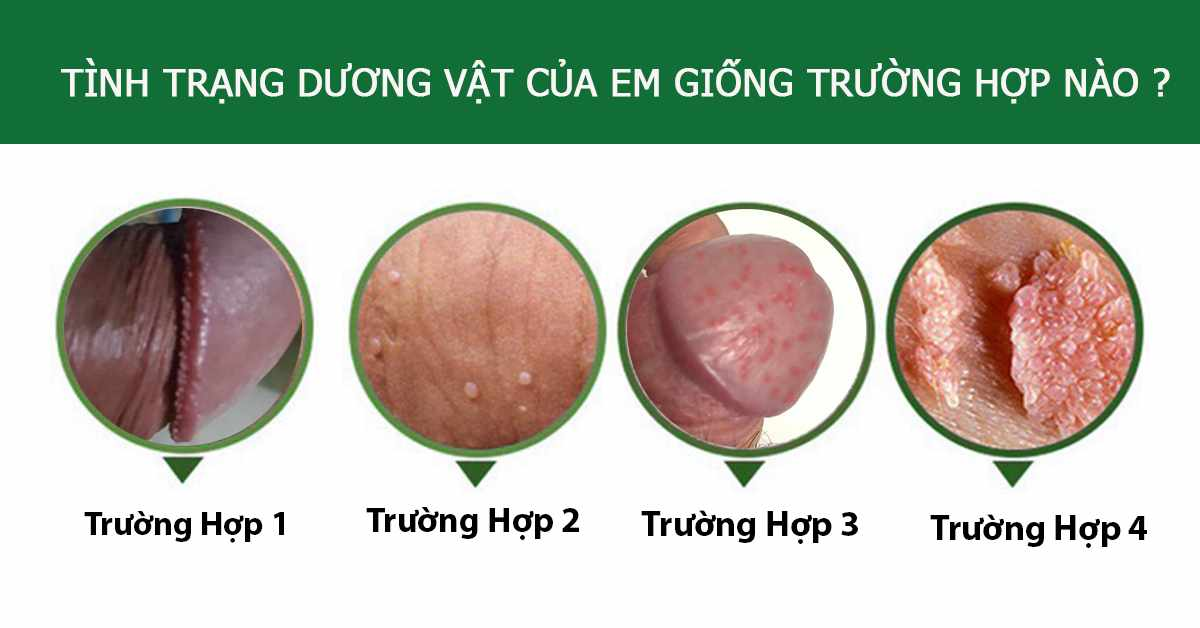 TÌNH TRẠNG DƯƠNG VẬT CỦA EM GIỐNG TRƯỜNG HỢP NÀO ?
Trường Hợp 1
Trường Hợp 2
Trường Hợp 3
Trường Hợp 4